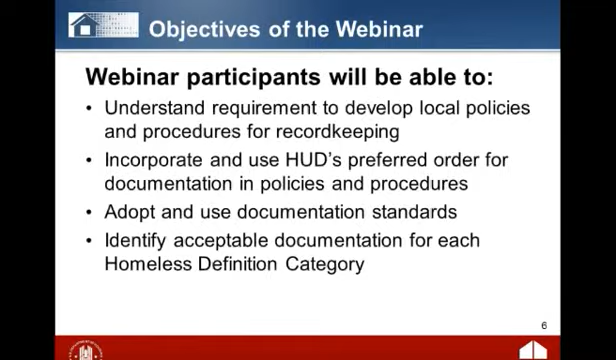 Objectives of the Webinar
Webinar participants will be able to:
• Understand requirement to develop local policies
and procedures for recordkeeping
• Incorporate and use HUD's preferred order for
documentation in policies and procedures
• Adopt and use documentation standards
• Identify acceptable documentation for each
Homeless Definition Category
6